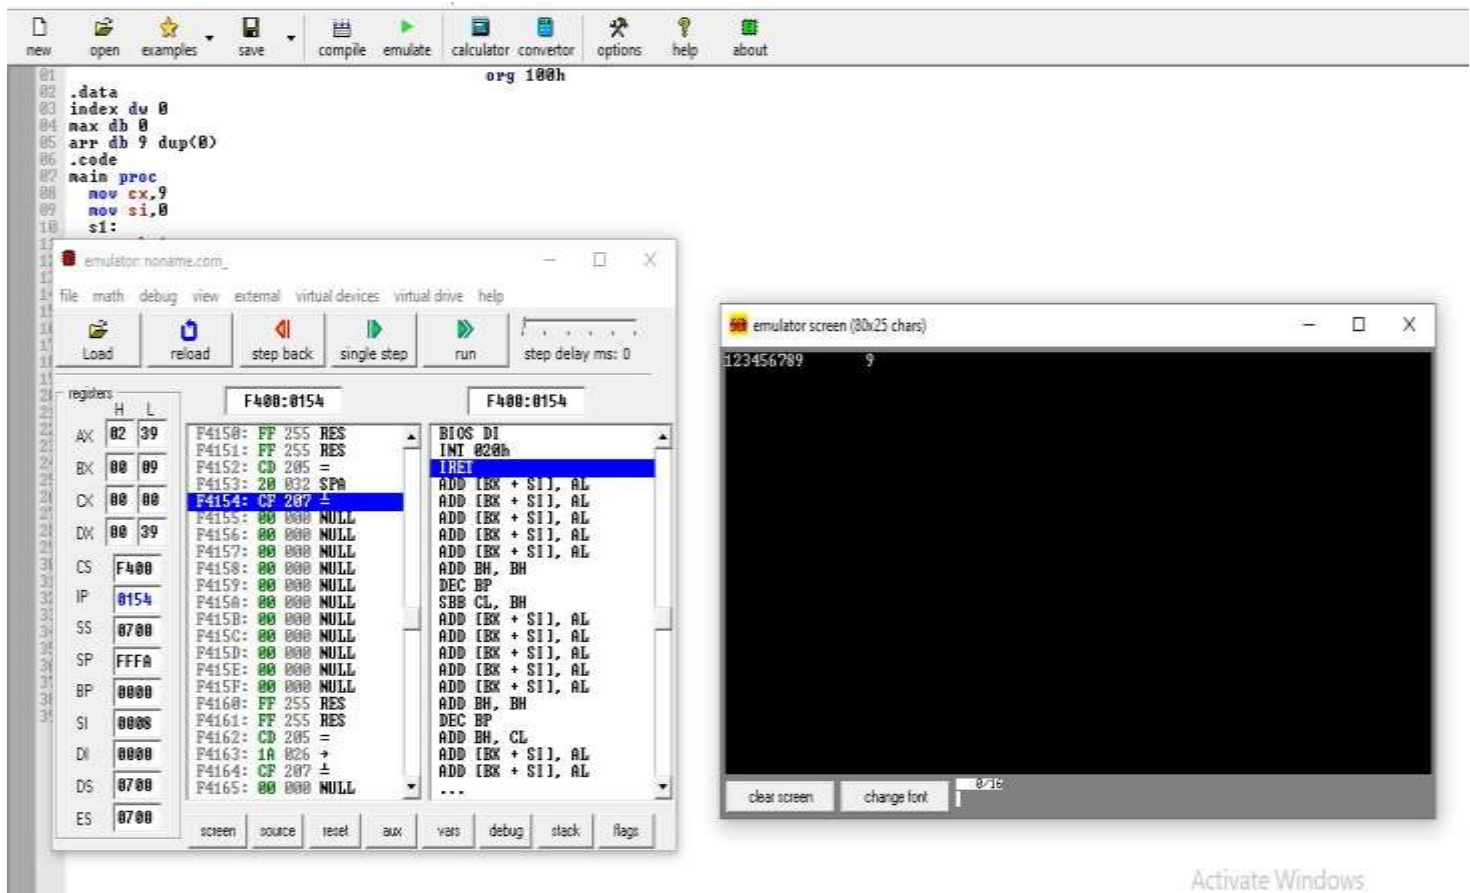 new open examples save compile emulate calculator convertor options help about
01 org 100h
02 .data
03 index dw 0
04 max db 0
05 arr db 9 dup(0)
06 .code
07 main proc
08 mov cx,9
09 mov si,0
10 s1:
emulator: noname.com_
file math debug view external virtual devices virtual drive help
Load reload step back single step run step delay ms: 0
registers F400:0154 F400:0154
H L
AX 02 39
BX 00 09
CX 00 00
DX 00 39
CS F400
IP 0154
SS 0700
SP FFFA
BP 0000
SI 0008
DI 0000
DS 0700
ES 0700
F4150: FF 255 RES
F4151: FF 255 RES
F4152: CD 205 =
F4153: 20 032 SPA
F4154: CF 207 ╧
F4155: 00 000 NULL
F4156: 00 000 NULL
F4157: 00 000 NULL
F4158: 00 000 NULL
F4159: 00 000 NULL
F415A: 00 000 NULL
F415B: 00 000 NULL
F415C: 00 000 NULL
F415D: 00 000 NULL
F415E: 00 000 NULL
F415F: 00 000 NULL
F4160: FF 255 RES
F4161: FF 255 RES
F4162: CD 205 =
F4163: 1A 026 →
F4164: CF 207 ╧
F4165: 00 000 NULL
BIOS DI
INT 020h
IRET
ADD [BX + SI], AL
ADD [BX + SI], AL
ADD [BX + SI], AL
ADD [BX + SI], AL
ADD [BX + SI], AL
ADD BH, BH
DEC BP
SBB CL, BH
ADD [BX + SI], AL
ADD [BX + SI], AL
ADD [BX + SI], AL
ADD [BX + SI], AL
ADD [BX + SI], AL
ADD BH, BH
DEC BP
ADD BH, CL
ADD [BX + SI], AL
ADD [BX + SI], AL
...
screen source reset aux vars debug stack flags
emulator screen (80x25 chars)
123456789 9
clear screen change font 0/16
Activate Windows